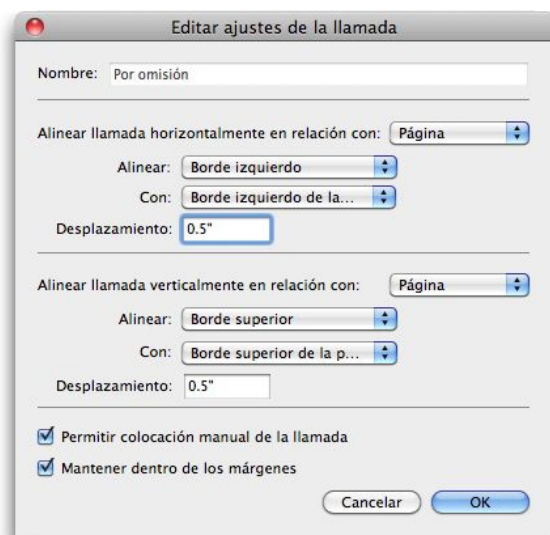 Editar ajustes de la llamada
Nombre: Por omisión
Alinear llamada horizontalmente en relación con: Página
Alinear: Borde izquierdo
Con: Borde izquierdo de la...
Desplazamiento: 0.5"
Alinear llamada verticalmente en relación con: Página
Alinear: Borde superior
Con: Borde superior de la p...
Desplazamiento: 0.5"
Permitir colocación manual de la llamada
Mantener dentro de los márgenes
Cancelar OK